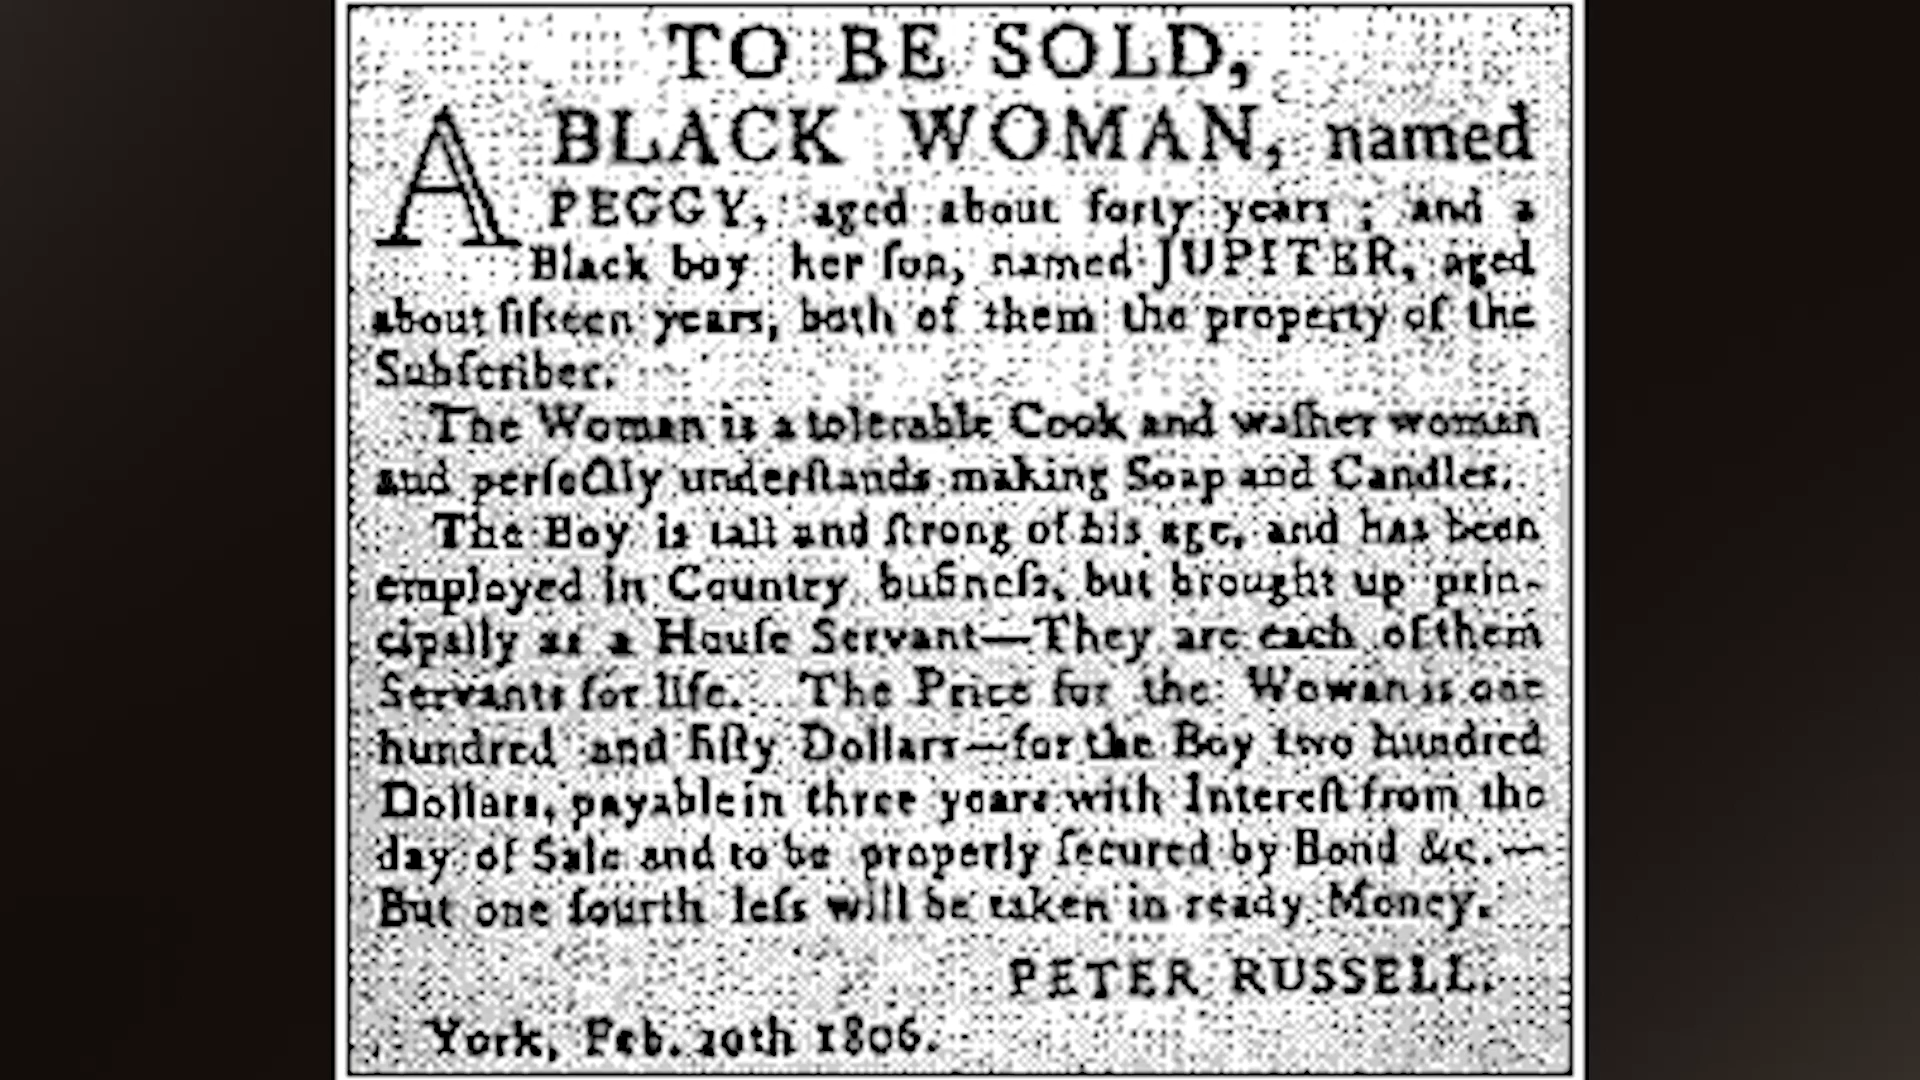 TO BE SOLD,
A BLACK WOMAN, named
PEGGY, aged about forty years ; and a
Black boy her ſon, named JUPITER, aged
about fifteen years, both of them the property of the
Subſcriber.
The Woman is a tolerable Cook and waſher woman
and perfectly underſtands making Soap and Candles.
The Boy is tall and ſtrong of his age, and has been
employed in Country buſineſs, but brought up prin-
cipally as a Houſe Servant—They are each of them
Servants for life. The Price for the Wowan is one
hundred and fifty Dollars—for the Boy two hundred
Dollars, payable in three years with Intereſt from the
day of Sale and to be properly ſecured by Bond &c.—
But one fourth leſs will be taken in ready Money.
PETER RUSSELL.
York, Feb. 10th 1806.